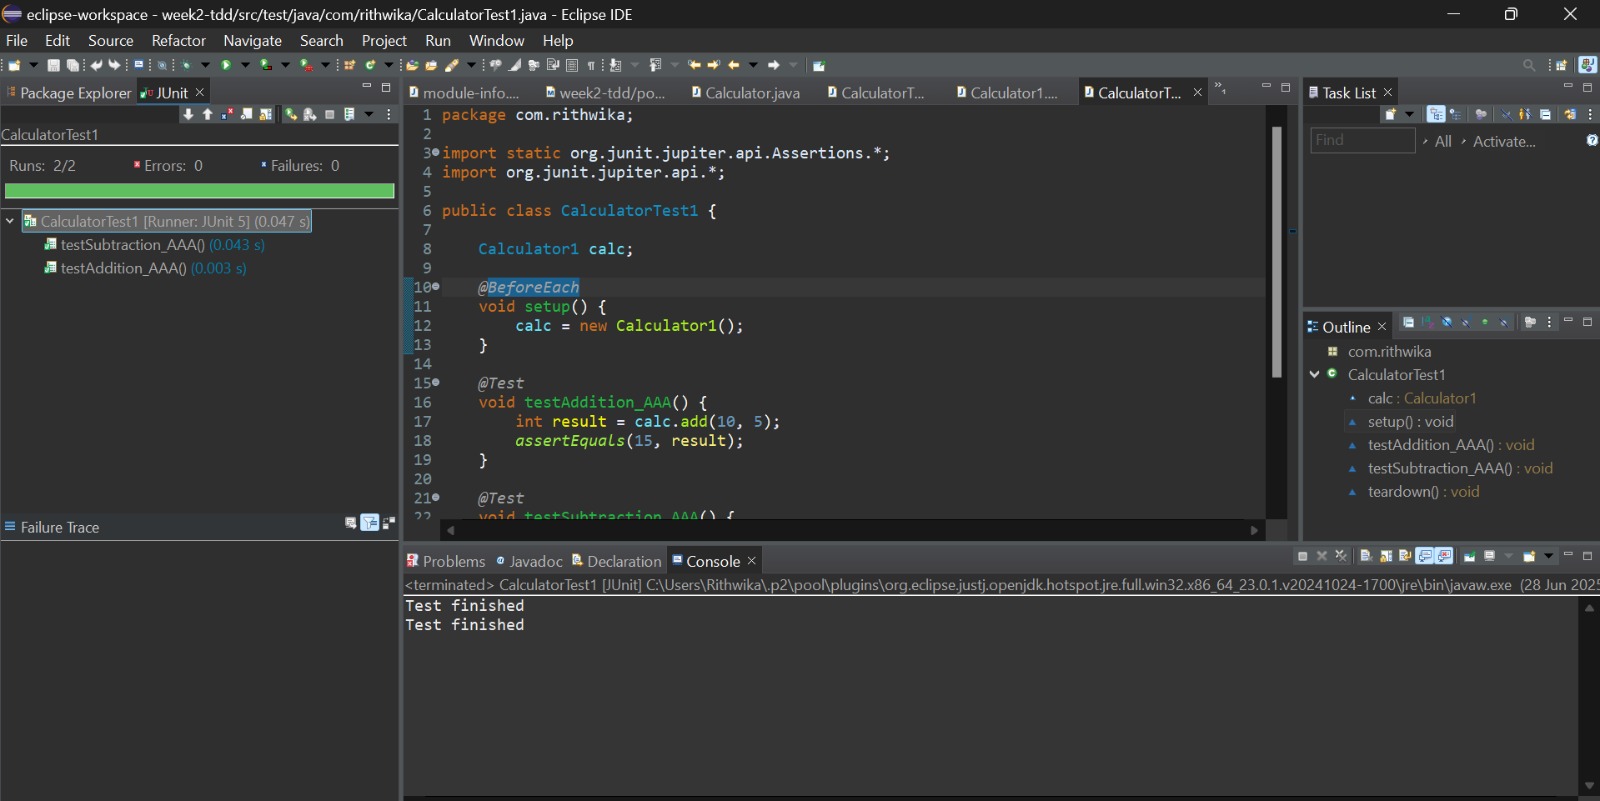 eclipse-workspace - week2-tdd/src/test/java/com/rithwika/CalculatorTest1.java - Eclipse IDE
File Edit Source Refactor Navigate Search Project Run Window Help
Package Explorer JUnit
CalculatorTest1
Runs: 2/2 Errors: 0 Failures: 0
CalculatorTest1 [Runner: JUnit 5] (0.047 s)
testSubtraction_AAA() (0.043 s)
testAddition_AAA() (0.003 s)
Failure Trace
module-info.... week2-tdd/po... Calculator.java CalculatorT... Calculator1.... CalculatorT...
1 package com.rithwika;
2
3 import static org.junit.jupiter.api.Assertions.*;
4 import org.junit.jupiter.api.*;
5
6 public class CalculatorTest1 {
7
8 Calculator1 calc;
9
10 @BeforeEach
11 void setup() {
12 calc = new Calculator1();
13 }
14
15 @Test
16 void testAddition_AAA() {
17 int result = calc.add(10, 5);
18 assertEquals(15, result);
19 }
20
21 @Test
22 void testSubtraction_AAA() {
Task List
Find All Activate...
Outline
com.rithwika
CalculatorTest1
calc : Calculator1
setup() : void
testAddition_AAA() : void
testSubtraction_AAA() : void
teardown() : void
Problems Javadoc Declaration Console
<terminated> CalculatorTest1 [JUnit] C:\Users\Rithwika\.p2\pool\plugins\org.eclipse.justj.openjdk.hotspot.jre.full.win32.x86_64_23.0.1.v20241024-1700\jre\bin\javaw.exe (28 Jun 2025
Test finished
Test finished